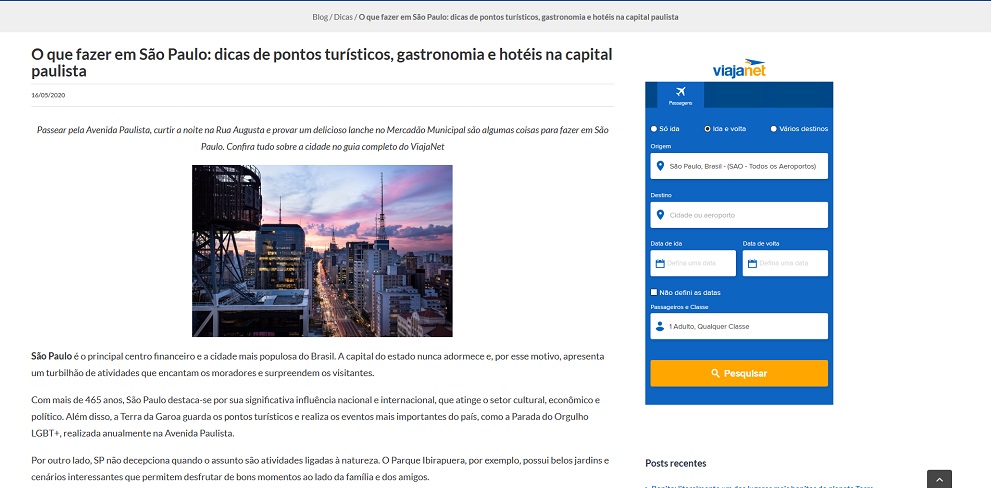 Blog / Dicas / O que fazer em São Paulo: dicas de pontos turísticos, gastronomia e hotéis na capital paulista
O que fazer em São Paulo: dicas de pontos turísticos, gastronomia e hotéis na capital
paulista
16/05/2020
Passear pela Avenida Paulista, curtir a noite na Rua Augusta e provar um delicioso lanche no Mercadão Municipal são algumas coisas para fazer em São
Paulo. Confira tudo sobre a cidade no guia completo do ViajaNet
São Paulo é o principal centro financeiro e a cidade mais populosa do Brasil. A capital do estado nunca adormece e, por esse motivo, apresenta
um turbilhão de atividades que encantam os moradores e surpreendem os visitantes.
Com mais de 465 anos, São Paulo destaca-se por sua significativa influência nacional e internacional, que atinge o setor cultural, econômico e
político. Além disso, a Terra da Garoa guarda os pontos turísticos e realiza os eventos mais importantes do país, como a Parada do Orgulho
LGBT+, realizada anualmente na Avenida Paulista.
Por outro lado, SP não decepciona quando o assunto são atividades ligadas à natureza. O Parque Ibirapuera, por exemplo, possui belos jardins e
cenários interessantes que permitem desfrutar de bons momentos ao lado da família e dos amigos.
viajanet
Passagens
Só ida Ida e volta Vários destinos
Origem
São Paulo, Brasil - (SAO - Todos os Aeroportos)
Destino
Cidade ou aeroporto
Data de ida Data de volta
Defina uma data Defina uma data
Não defini as datas
Passageiros e Classe
1 Adulto, Qualquer Classe
Pesquisar
Posts recentes